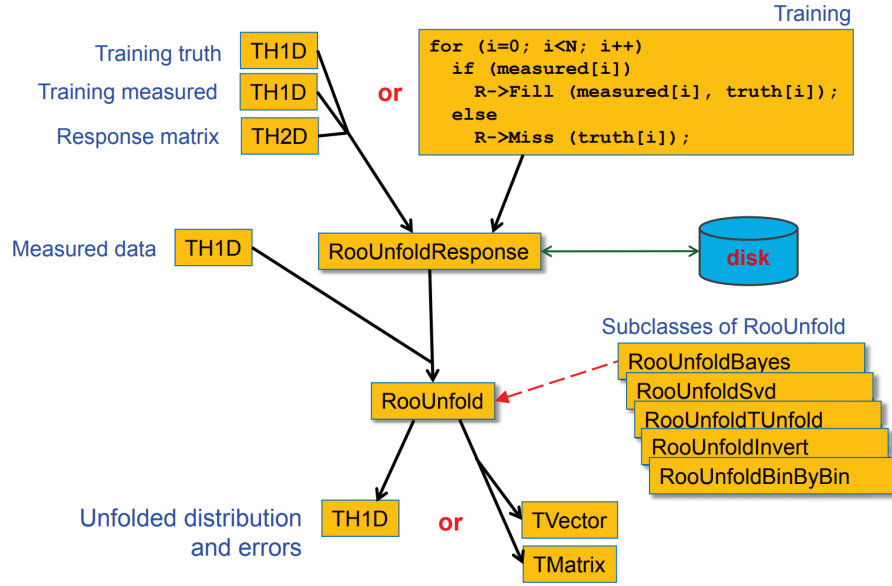 Training
Training truth
TH1D
Training measured
TH1D
Response matrix
TH2D
or
for (i=0; i<N; i++)
if (measured[i])
R->Fill (measured[i], truth[i]);
else
R->Miss (truth[i]);
Measured data
TH1D
RooUnfoldResponse
disk
Subclasses of RooUnfold
RooUnfoldBayes
RooUnfoldSvd
RooUnfoldTUnfold
RooUnfoldInvert
RooUnfoldBinByBin
RooUnfold
Unfolded distribution
and errors
TH1D
or
TVector
TMatrix